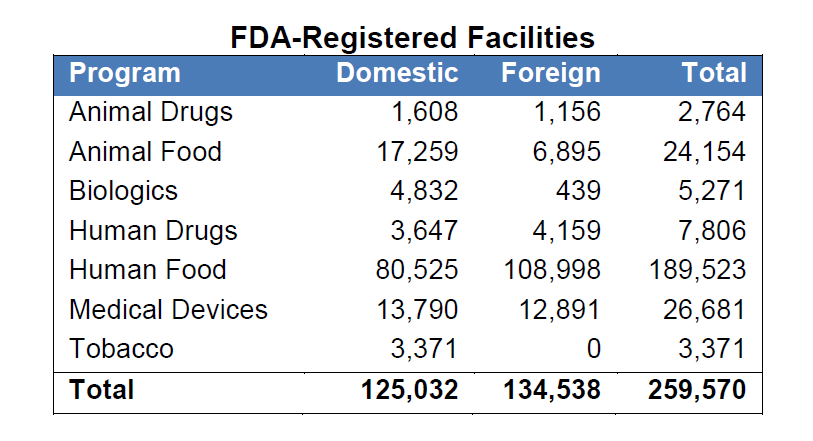 FDA-Registered Facilities
Program Domestic Foreign Total
Animal Drugs 1,608 1,156 2,764
Animal Food 17,259 6,895 24,154
Biologics 4,832 439 5,271
Human Drugs 3,647 4,159 7,806
Human Food 80,525 108,998 189,523
Medical Devices 13,790 12,891 26,681
Tobacco 3,371 0 3,371
Total 125,032 134,538 259,570